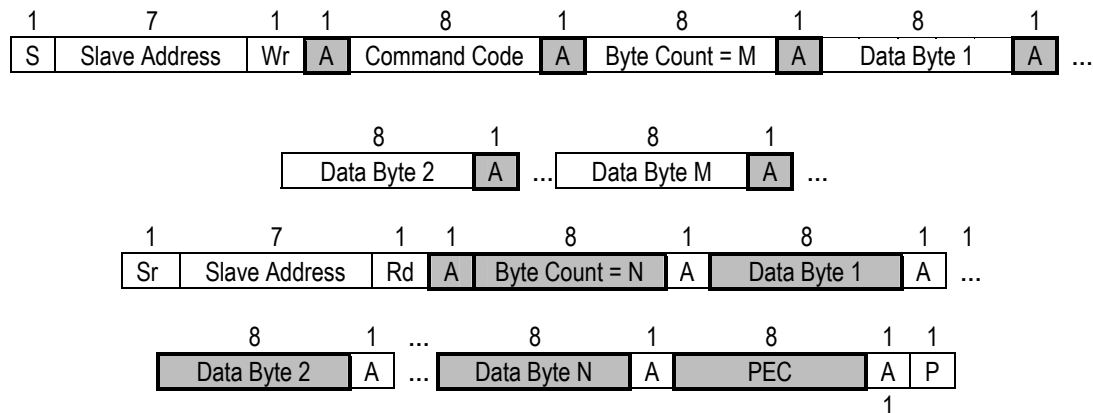 1 7 1 1 8 1 8 1 8 1
S Slave Address Wr A Command Code A Byte Count = M A Data Byte 1 A ...
8 1 8 1
Data Byte 2 A ... Data Byte M A ...
1 7 1 1 8 1 8 1 1
Sr Slave Address Rd A Byte Count = N A Data Byte 1 A ...
8 1 ... 8 1 8 1 1
Data Byte 2 A ... Data Byte N A PEC A P
1